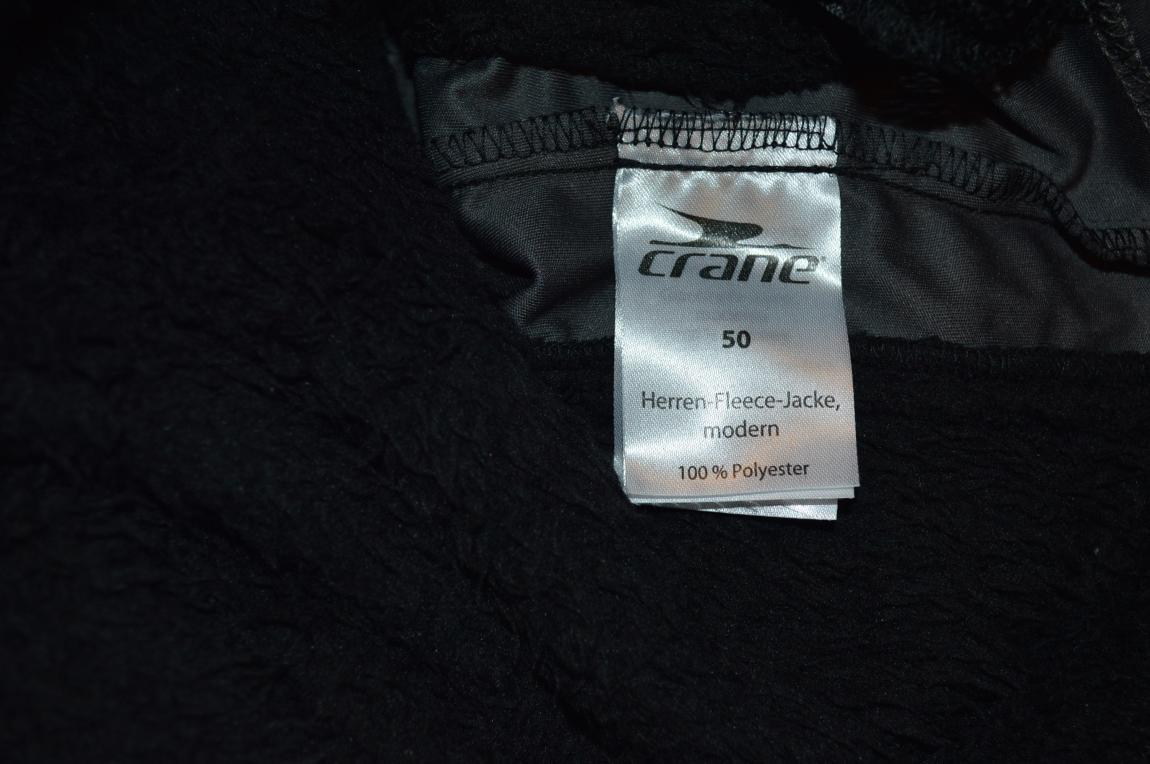 crane
50
Herren-Fleece-Jacke,
modern
100 % Polyester